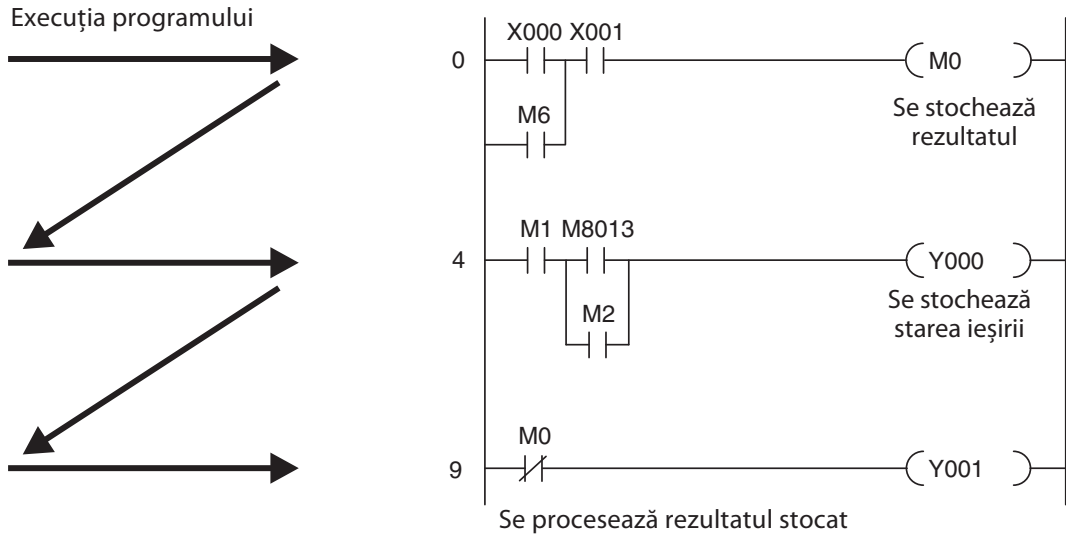 Execuția programului
X000 X001
0
M0
M6
Se stochează
rezultatul
M1 M8013
4
Y000
M2
Se stochează
starea ieșirii
M0
9
Y001
Se procesează rezultatul stocat